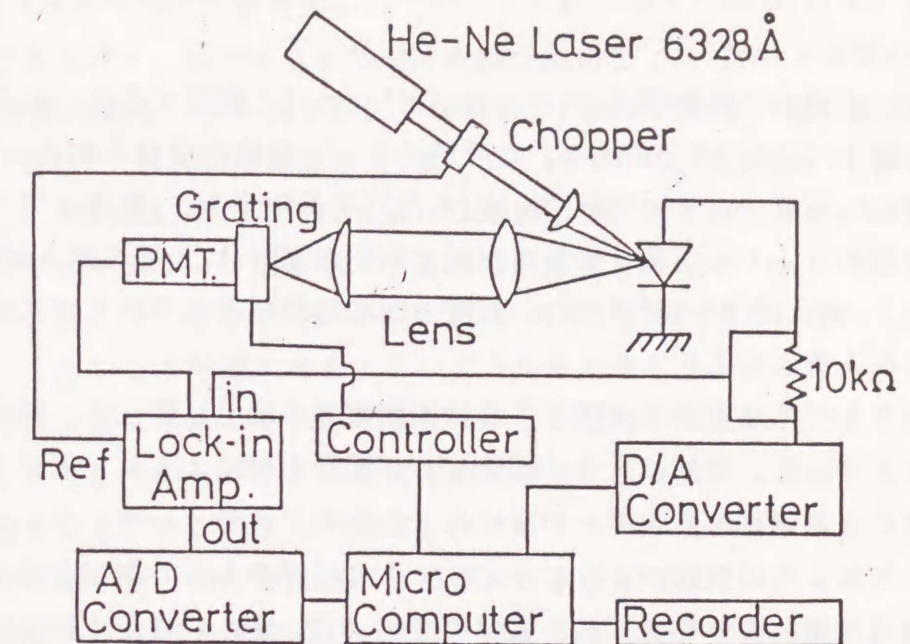 He-Ne Laser 6328Å
Chopper
Grating
P.M.T.
Lens
10kΩ
in
Ref
Lock-in
Amp.
Controller
D/A
Converter
out
A/D
Converter
Micro
Computer
Recorder